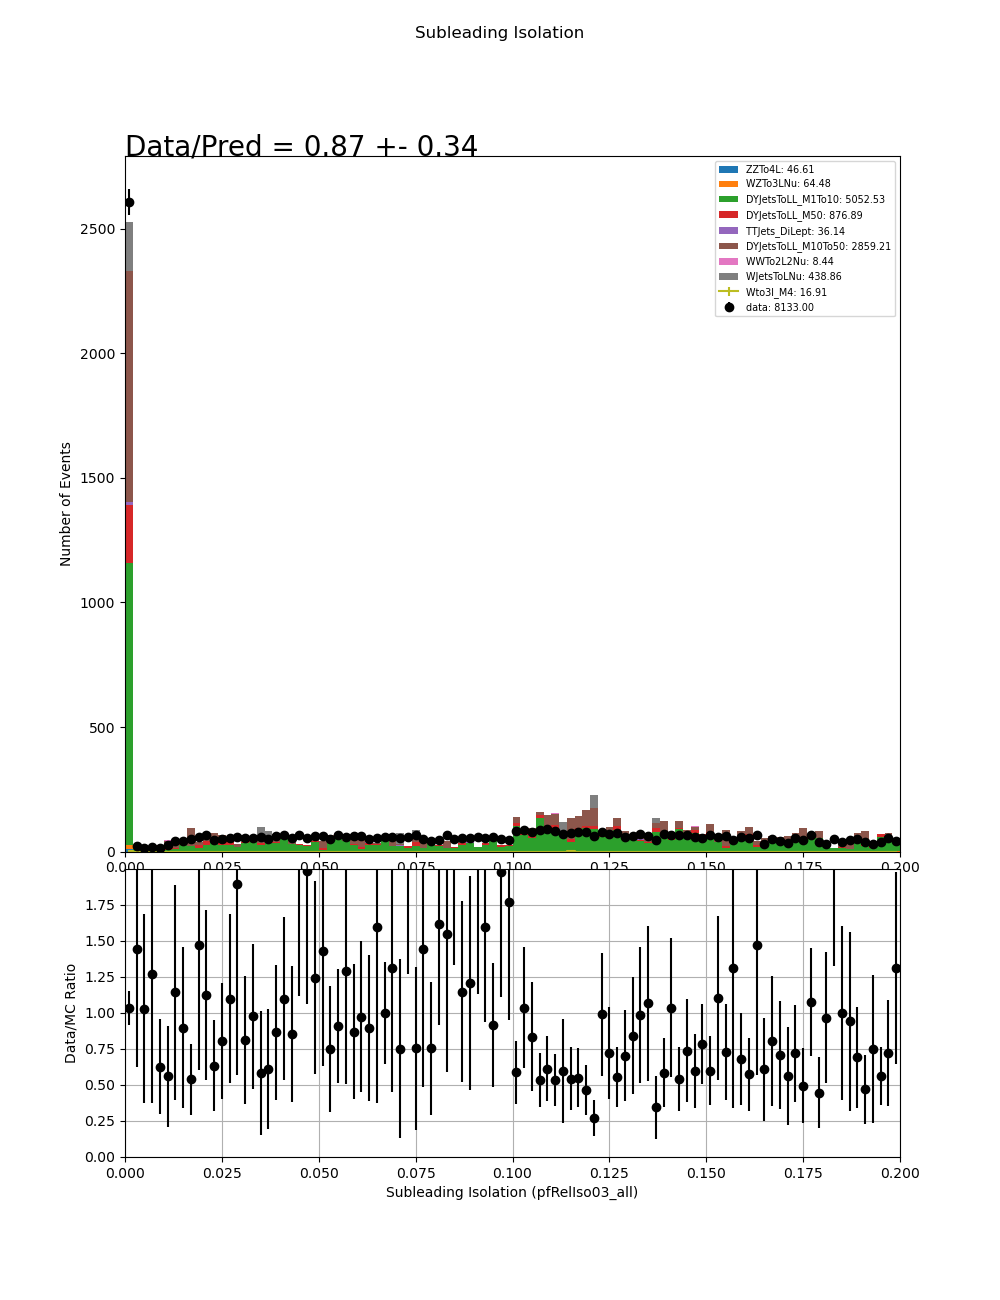 Subleading Isolation
Data/Pred = 0.87 +- 0.34
ZZTo4L: 46.61
WZTo3LNu: 64.48
DYJetsToLL_M1To10: 5052.53
DYJetsToLL_M50: 876.89
TTJets_DiLept: 36.14
DYJetsToLL_M10To50: 2859.21
WWTo2L2Nu: 8.44
WJetsToLNu: 438.86
Wto3l_M4: 16.91
data: 8133.00
Number of Events
2500
2000
1500
1000
500
0
0.000 0.025 0.050 0.075 0.100 0.125 0.150 0.175 0.200
Data/MC Ratio
1.75
1.50
1.25
1.00
0.75
0.50
0.25
0.00
0.000 0.025 0.050 0.075 0.100 0.125 0.150 0.175 0.200
Subleading Isolation (pfRelIso03_all)